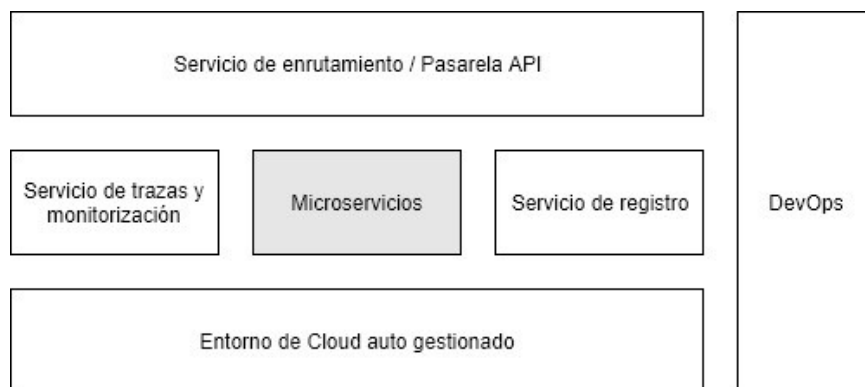 Servicio de enrutamiento / Pasarela API
Servicio de trazas y
monitorización
Microservicios
Servicio de registro
DevOps
Entorno de Cloud auto gestionado